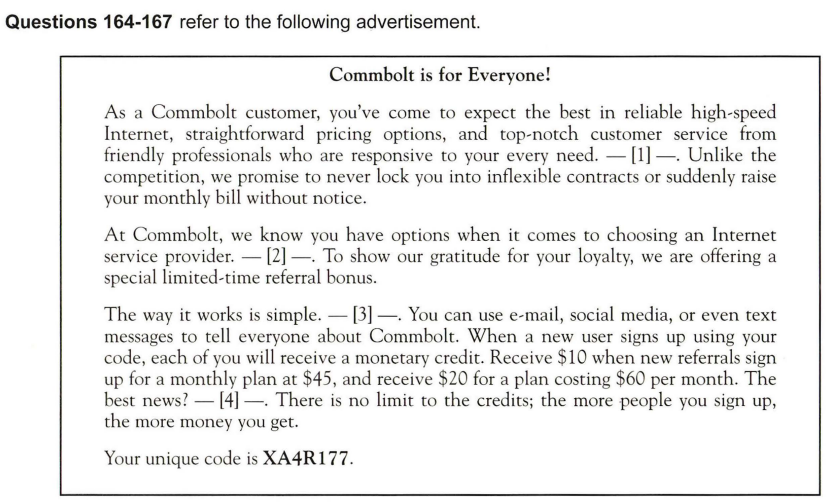 Questions 164-167 refer to the following advertisement.
Commbolt is for Everyone!
As a Commbolt customer, you've come to expect the best in reliable high-speed
Internet, straightforward pricing options, and top-notch customer service from
friendly professionals who are responsive to your every need. — [1] —. Unlike the
competition, we promise to never lock you into inflexible contracts or suddenly raise
your monthly bill without notice.
At Commbolt, we know you have options when it comes to choosing an Internet
service provider. — [2] —. To show our gratitude for your loyalty, we are offering a
special limited-time referral bonus.
The way it works is simple. — [3] —. You can use e-mail, social media, or even text
messages to tell everyone about Commbolt. When a new user signs up using your
code, each of you will receive a monetary credit. Receive $10 when new referrals sign
up for a monthly plan at $45, and receive $20 for a plan costing $60 per month. The
best news? — [4] —. There is no limit to the credits; the more people you sign up,
the more money you get.
Your unique code is XA4R177.